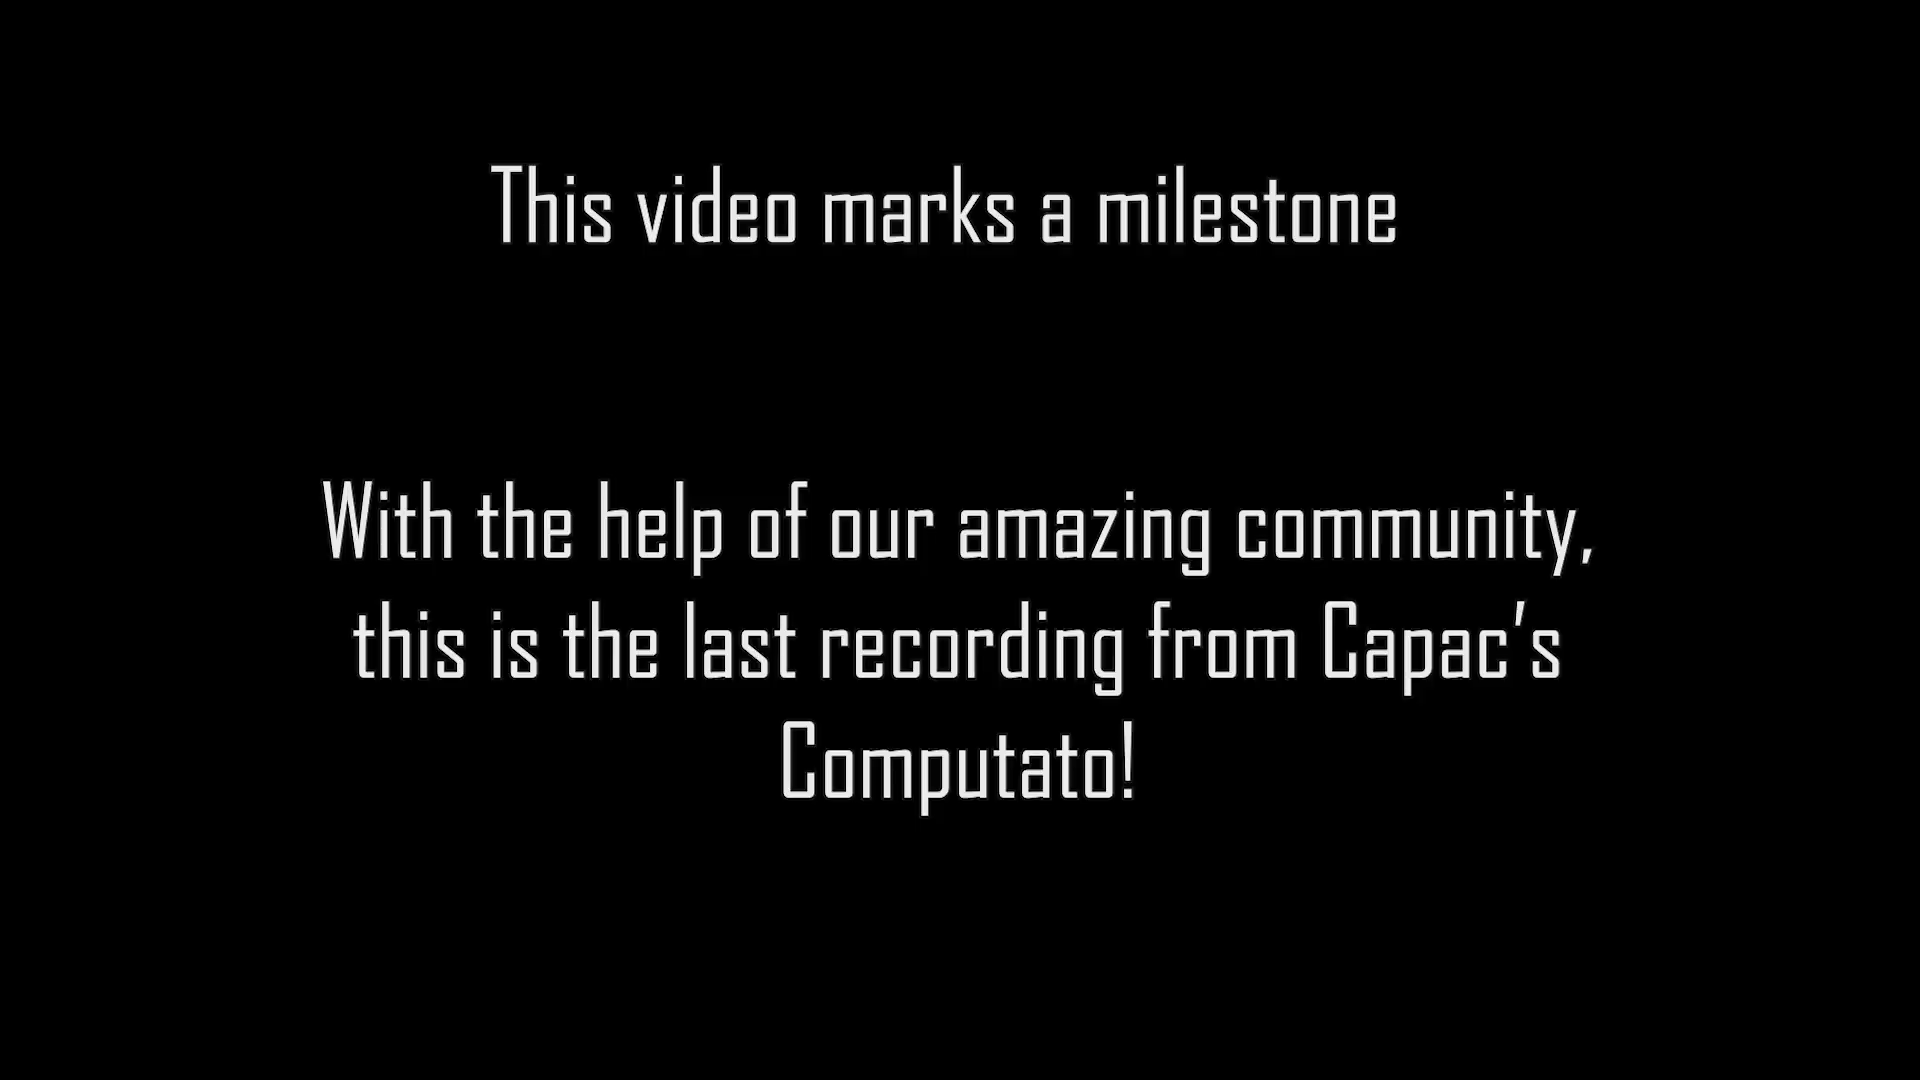 This video marks a milestone
With the help of our amazing community,
this is the last recording from Capac's
Computato!